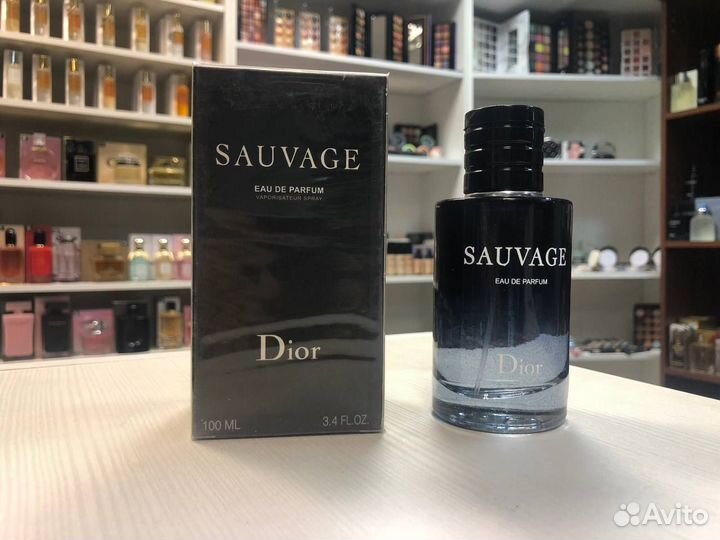 SAUVAGE
EAU DE PARFUM
VAPORISATEUR SPRAY
Dior
100 ML 3.4 FL.OZ.
SAUVAGE
EAU DE PARFUM
Dior
Avito